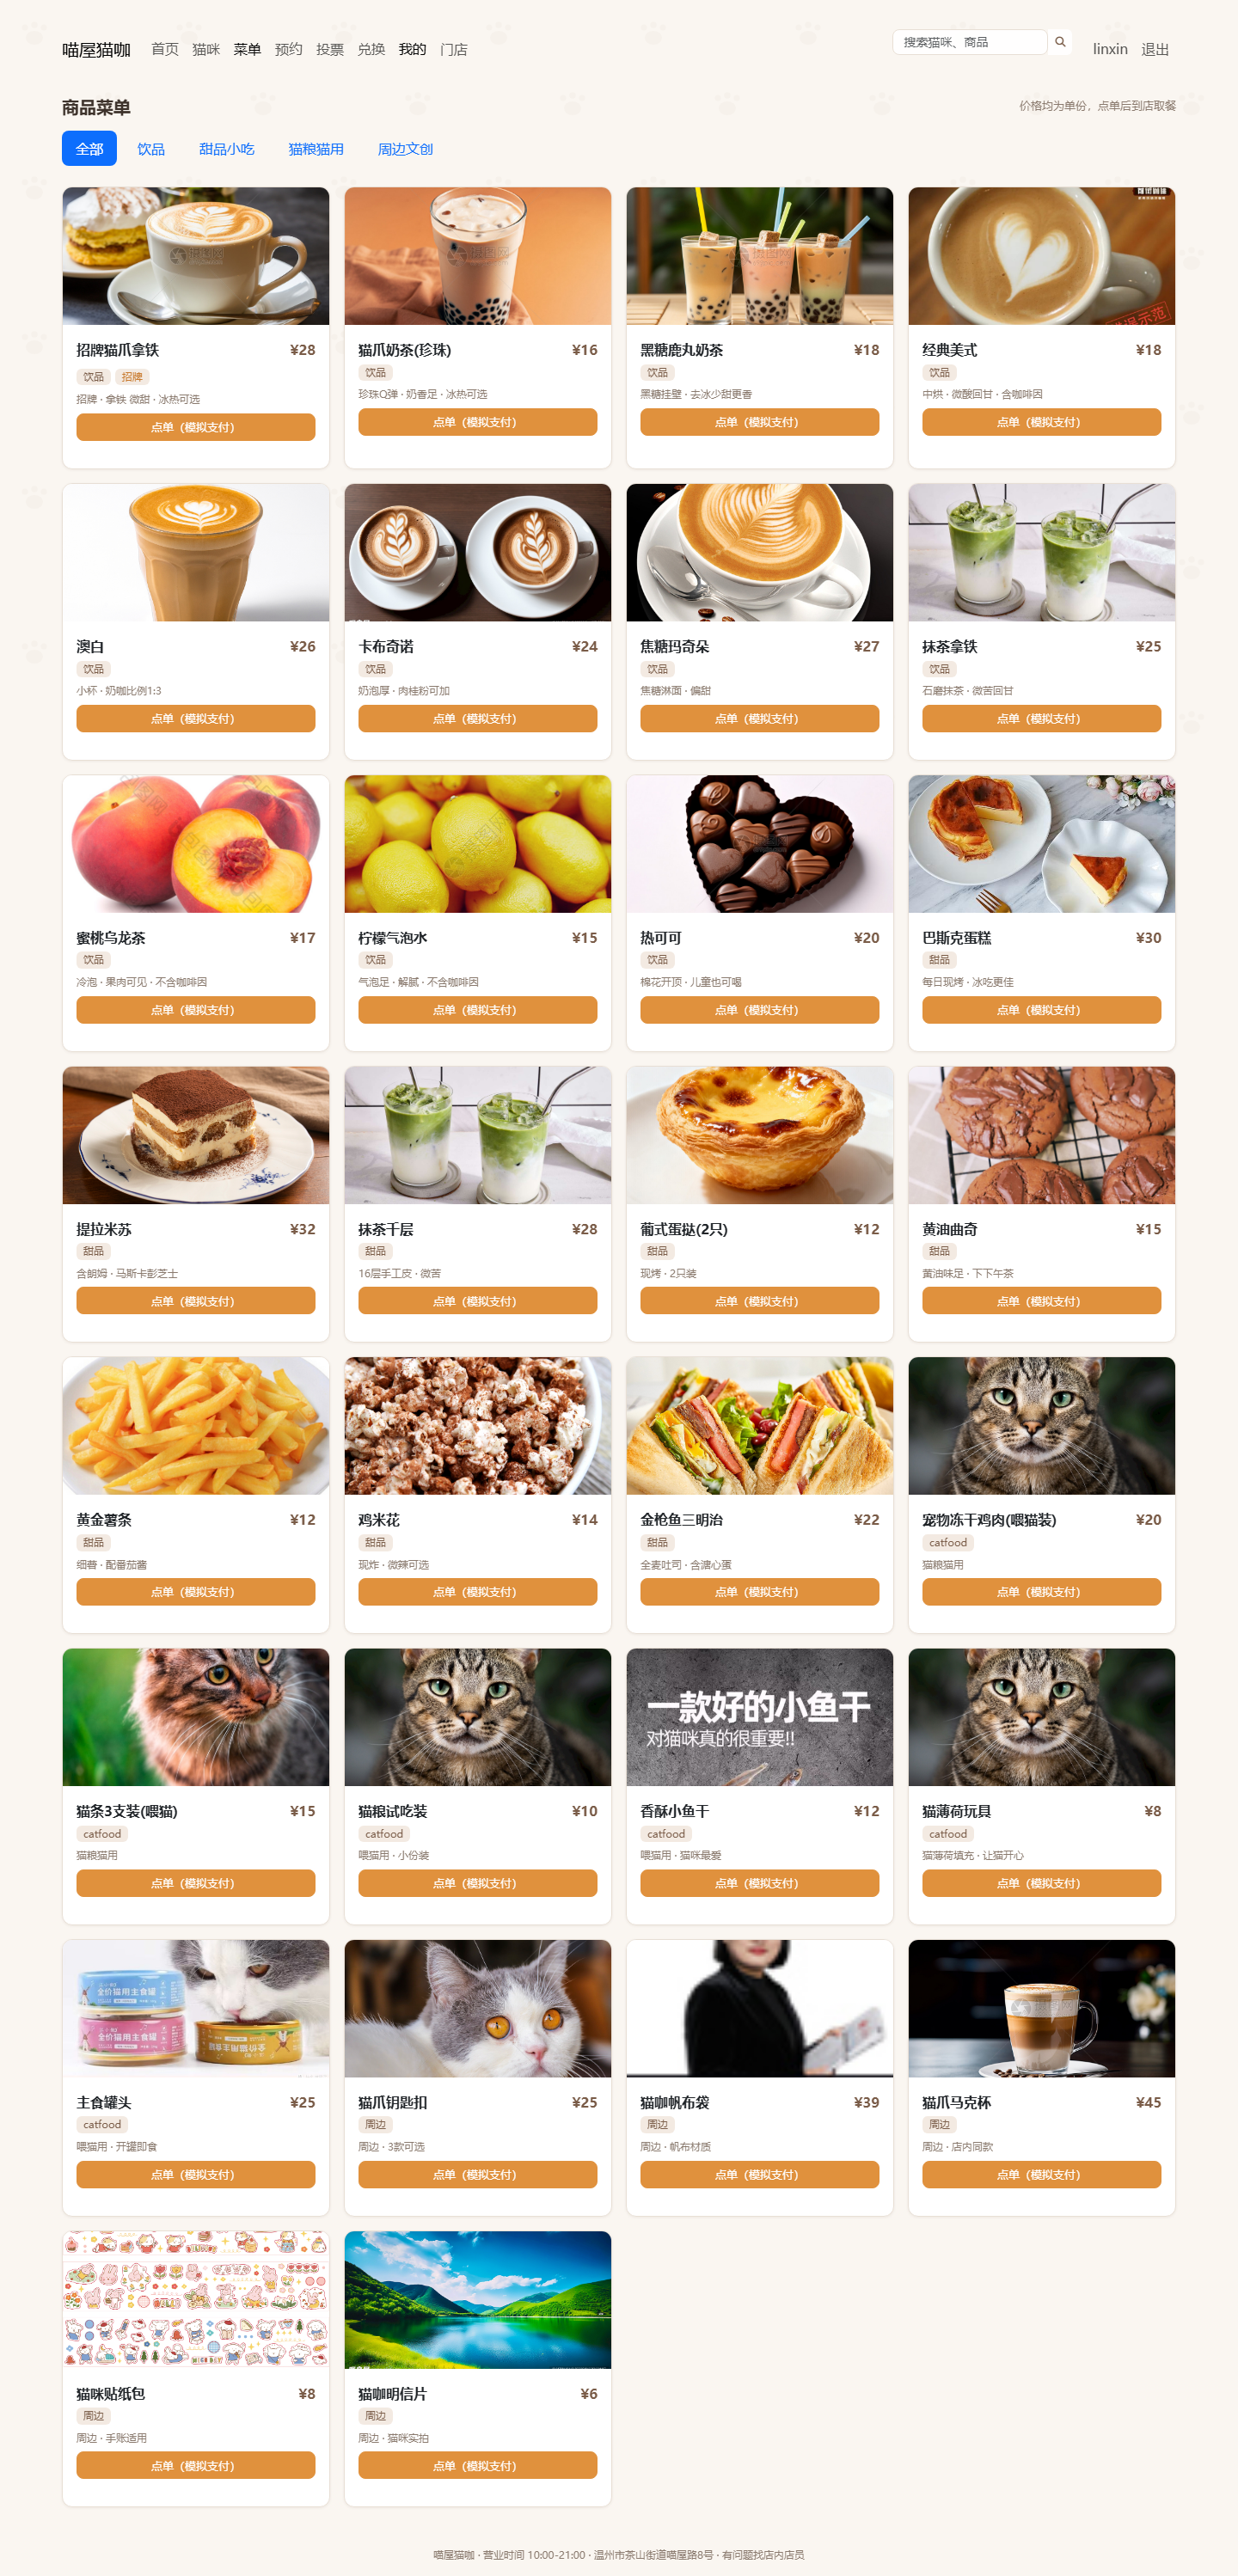 喵屋猫咖 首页 猫咪 菜单 预约 投票 兑换 我的 门店 搜索猫咪、商品 linxin 退出
商品菜单 价格均为单份，点单后到店取餐
全部 饮品 甜品小吃 猫粮猫用 周边文创
招牌猫爪拿铁 ¥28
饮品 招牌
招牌 · 拿铁 微甜 · 冰热可选
点单（模拟支付）
猫爪奶茶(珍珠) ¥16
饮品
珍珠Q弹 · 奶香足 · 冰热可选
点单（模拟支付）
黑糖鹿丸奶茶 ¥18
饮品
黑糖挂壁 · 去冰少甜更香
点单（模拟支付）
经典美式 ¥18
饮品
中烘 · 微酸回甘 · 含咖啡因
点单（模拟支付）
澳白 ¥26
饮品
小杯 · 奶咖比例1:3
点单（模拟支付）
卡布奇诺 ¥24
饮品
奶泡厚 · 肉桂粉可加
点单（模拟支付）
焦糖玛奇朵 ¥27
饮品
焦糖淋面 · 偏甜
点单（模拟支付）
抹茶拿铁 ¥25
饮品
石磨抹茶 · 微苦回甘
点单（模拟支付）
蜜桃乌龙茶 ¥17
饮品
冷泡 · 果肉可见 · 不含咖啡因
点单（模拟支付）
柠檬气泡水 ¥15
饮品
气泡足 · 解腻 · 不含咖啡因
点单（模拟支付）
热可可 ¥20
饮品
棉花开顶 · 儿童也可喝
点单（模拟支付）
巴斯克蛋糕 ¥30
甜品
每日现烤 · 冰吃更佳
点单（模拟支付）
提拉米苏 ¥32
甜品
含朗姆 · 马斯卡彭芝士
点单（模拟支付）
抹茶千层 ¥28
甜品
16层手工皮 · 微苦
点单（模拟支付）
葡式蛋挞(2只) ¥12
甜品
现烤 · 2只装
点单（模拟支付）
黄油曲奇 ¥15
甜品
黄油味足 · 下下午茶
点单（模拟支付）
黄金薯条 ¥12
甜品
细薯 · 配番茄酱
点单（模拟支付）
鸡米花 ¥14
甜品
现炸 · 微辣可选
点单（模拟支付）
金枪鱼三明治 ¥22
甜品
全麦吐司 · 含溏心蛋
点单（模拟支付）
宠物冻干鸡肉(喂猫装) ¥20
catfood
猫粮猫用
点单（模拟支付）
猫条3支装(喂猫) ¥15
catfood
猫粮猫用
点单（模拟支付）
猫粮试吃装 ¥10
catfood
喂猫用 · 小份装
点单（模拟支付）
一款好的小鱼干
对猫咪真的很重要!!
香酥小鱼干 ¥12
catfood
喂猫用 · 猫咪最爱
点单（模拟支付）
猫薄荷玩具 ¥8
catfood
猫薄荷填充 · 让猫开心
点单（模拟支付）
全价猫用主食罐
全价猫用主食罐
主食罐头 ¥25
catfood
喂猫用 · 开罐即食
点单（模拟支付）
猫爪钥匙扣 ¥25
周边
周边 · 3款可选
点单（模拟支付）
猫咖帆布袋 ¥39
周边
周边 · 帆布材质
点单（模拟支付）
猫爪马克杯 ¥45
周边
周边 · 店内同款
点单（模拟支付）
猫咪贴纸包 ¥8
周边
周边 · 手账适用
点单（模拟支付）
猫咖明信片 ¥6
周边
周边 · 猫咪实拍
点单（模拟支付）
喵屋猫咖 · 营业时间 10:00-21:00 · 温州市茶山街道喵屋路8号 · 有问题找店内店员